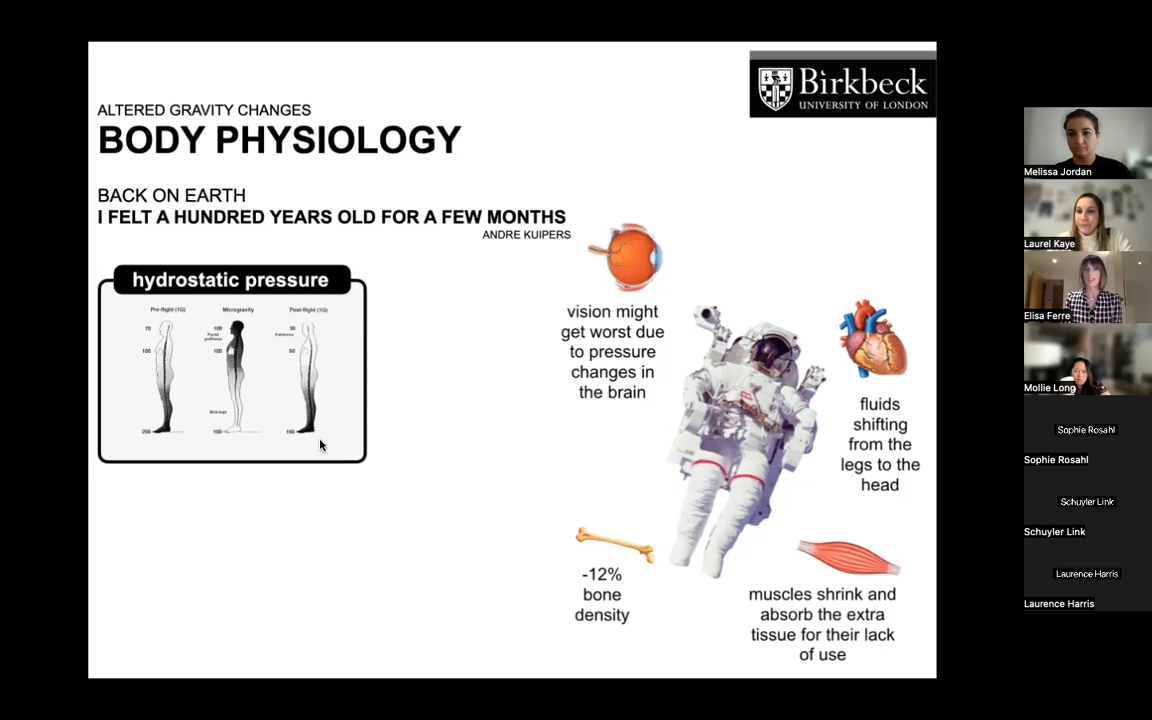 Birkbeck
UNIVERSITY OF LONDON
ALTERED GRAVITY CHANGES
BODY PHYSIOLOGY
BACK ON EARTH
I FELT A HUNDRED YEARS OLD FOR A FEW MONTHS
ANDRE KUIPERS
hydrostatic pressure
Pre-flight (1G)
Microgravity
Post-flight (1G)
70
100
200
100
100
100
30
60
160
vision might
get worst due
to pressure
changes in
the brain
fluids
shifting
from the
legs to the
head
-12%
bone
density
muscles shrink and
absorb the extra
tissue for their lack
of use
Melissa Jordan
Laurel Kaye
Elisa Ferre
Mollie Long
Sophie Rosahl
Sophie Rosahl
Schuyler Link
Schuyler Link
Laurence Harris
Laurence Harris